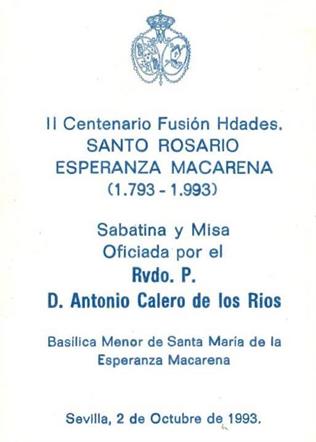 II Centenario Fusión Hdades.
SANTO ROSARIO
ESPERANZA MACARENA
(1.793 - 1.993)
Sabatina y Misa
Oficiada por el
Rvdo. P.
D. Antonio Calero de los Rios
Basilica Menor de Santa María de la
Esperanza Macarena
Sevilla, 2 de Octubre de 1993.